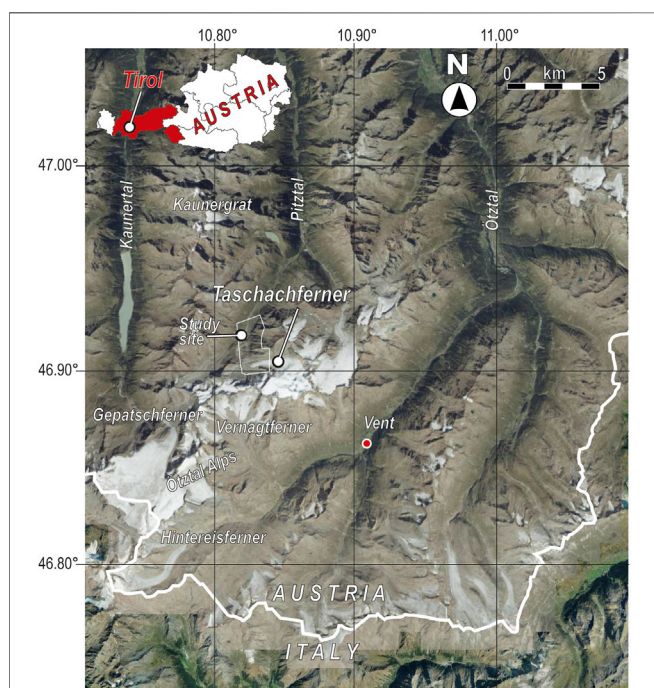 10.80°
10.90°
11.00°
Tirol
AUSTRIA
N
0 km 5
47.00°
Kaunertal
Kaunergrat
Pitztal
Ötztal
Taschachferner
Study
site
46.90°
Gepatschferner
Vernagtferner
Vent
Ötztal Alps
Hintereisferner
46.80°
AUSTRIA
ITALY